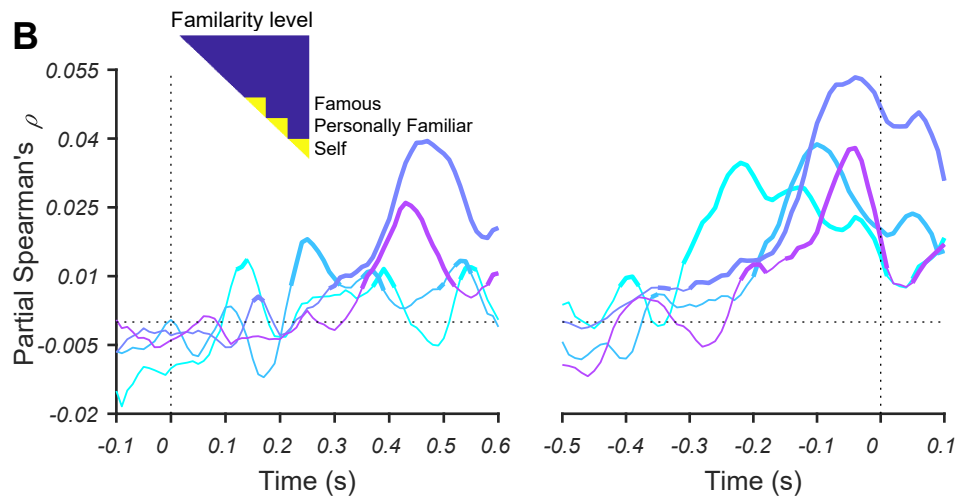 B
Familarity level
Famous
Personally Familiar
Self
Partial Spearman's ρ
0.055
0.04
0.025
0.01
-0.005
-0.02
-0.1 0 0.1 0.2 0.3 0.4 0.5 0.6
Time (s)
-0.5 -0.4 -0.3 -0.2 -0.1 0 0.1
Time (s)